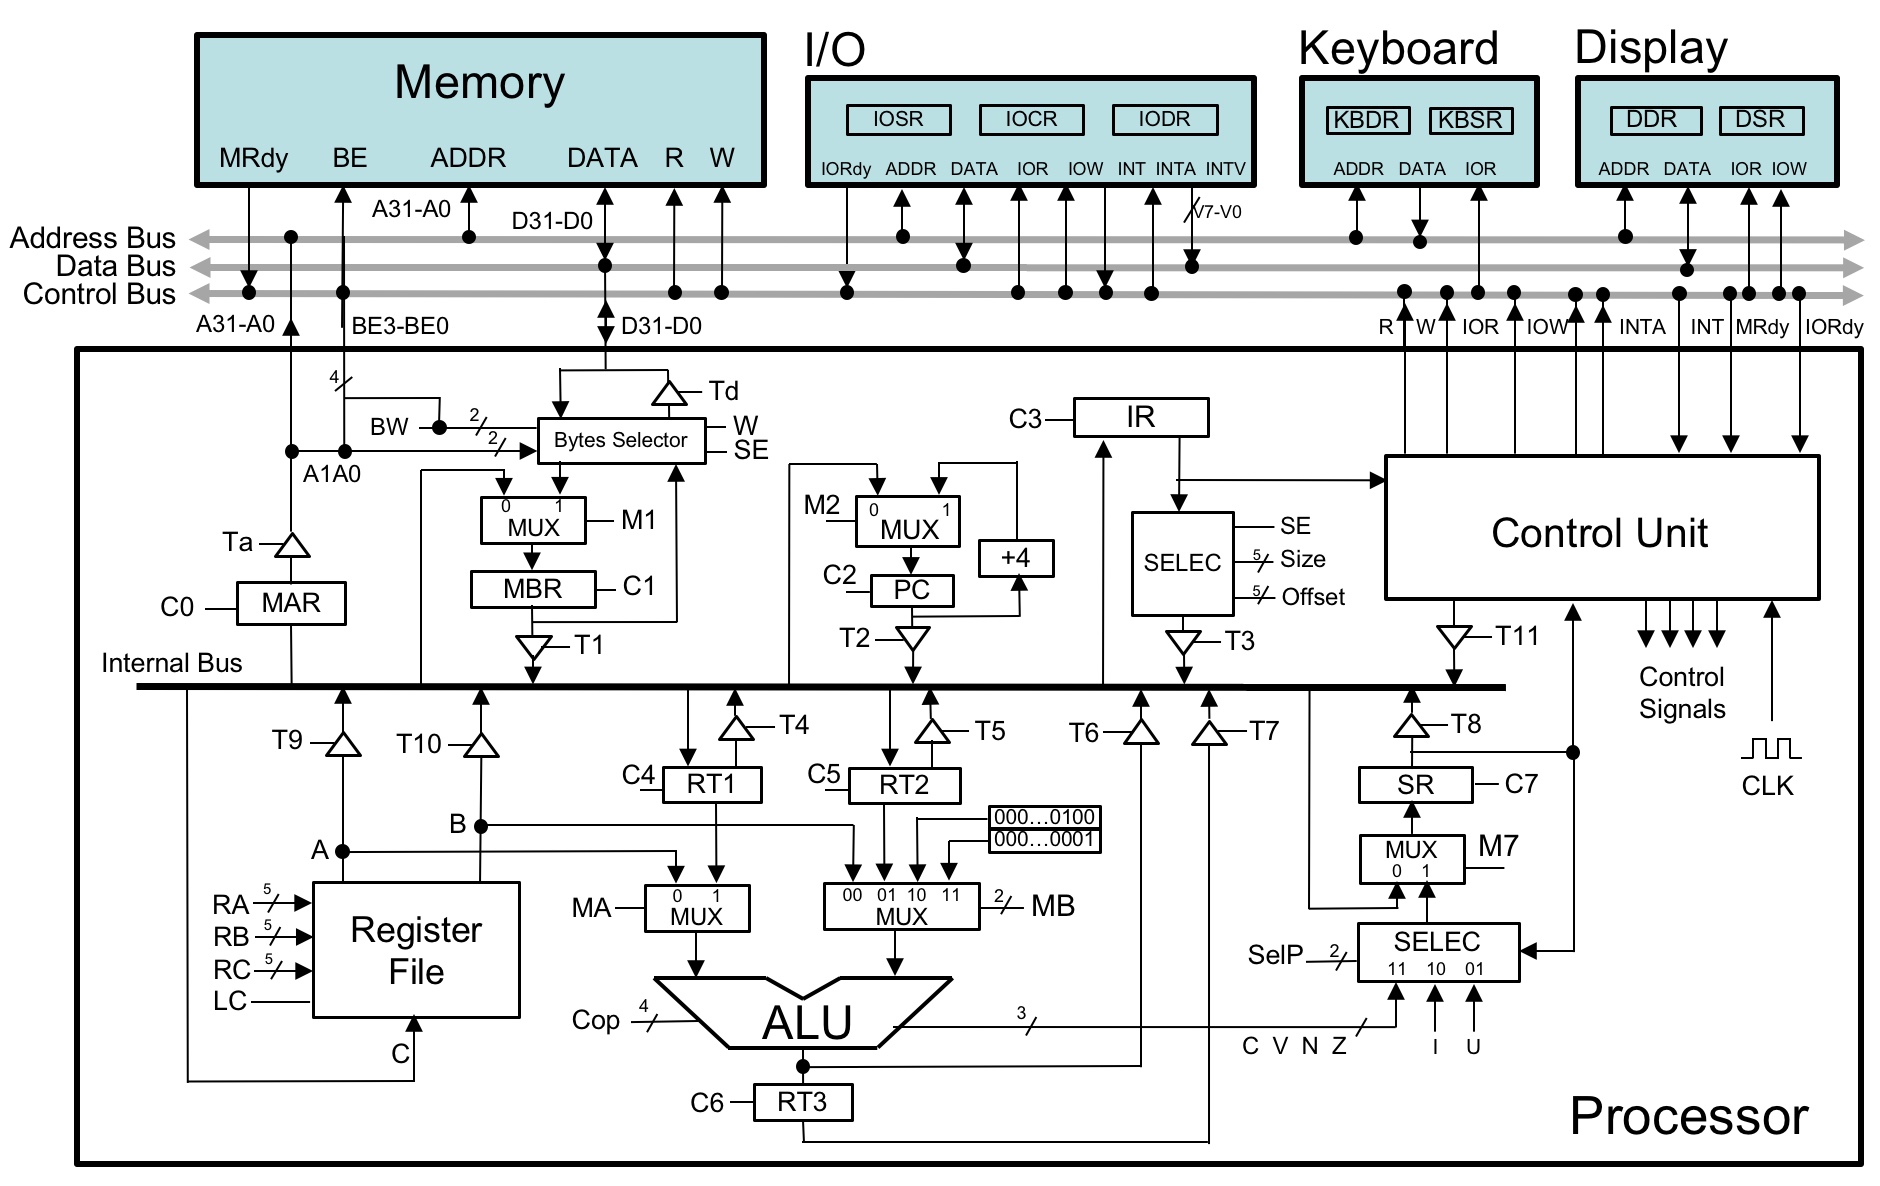 I/O
Keyboard
Display
Memory
IOSR
IOCR
IODR
KBDR
KBSR
DDR
DSR
MRdy BE ADDR DATA R W
IORdy ADDR DATA IOR IOW INT INTA INTV
ADDR DATA IOR
ADDR DATA IOR IOW
A31-A0
D31-D0
V7-V0
Address Bus
Data Bus
Control Bus
A31-A0
BE3-BE0
D31-D0
R W IOR IOW INTA INT MRdy IORdy
4
Td
BW
2
2
Bytes Selector
W
SE
A1A0
C3
IR
0 1
MUX
M1
M2
0 1
MUX
Control Unit
Ta
MBR
C1
+4
C2
PC
SELEC
SE
5
Size
5
Offset
C0
MAR
T1
T2
T3
T11
Internal Bus
Control
Signals
CLK
T9
T10
T4
T5
T6
T7
T8
C4
RT1
C5
RT2
SR
C7
000...0100
000...0001
B
A
MUX
0 1
M7
RA
5
RB
5
RC
5
LC
Register
File
MA
0 1
MUX
00 01 10 11
MUX
2
MB
SelP
2
SELEC
11 10 01
Cop
4
ALU
3
C V N Z
I
U
C
C6
RT3
Processor